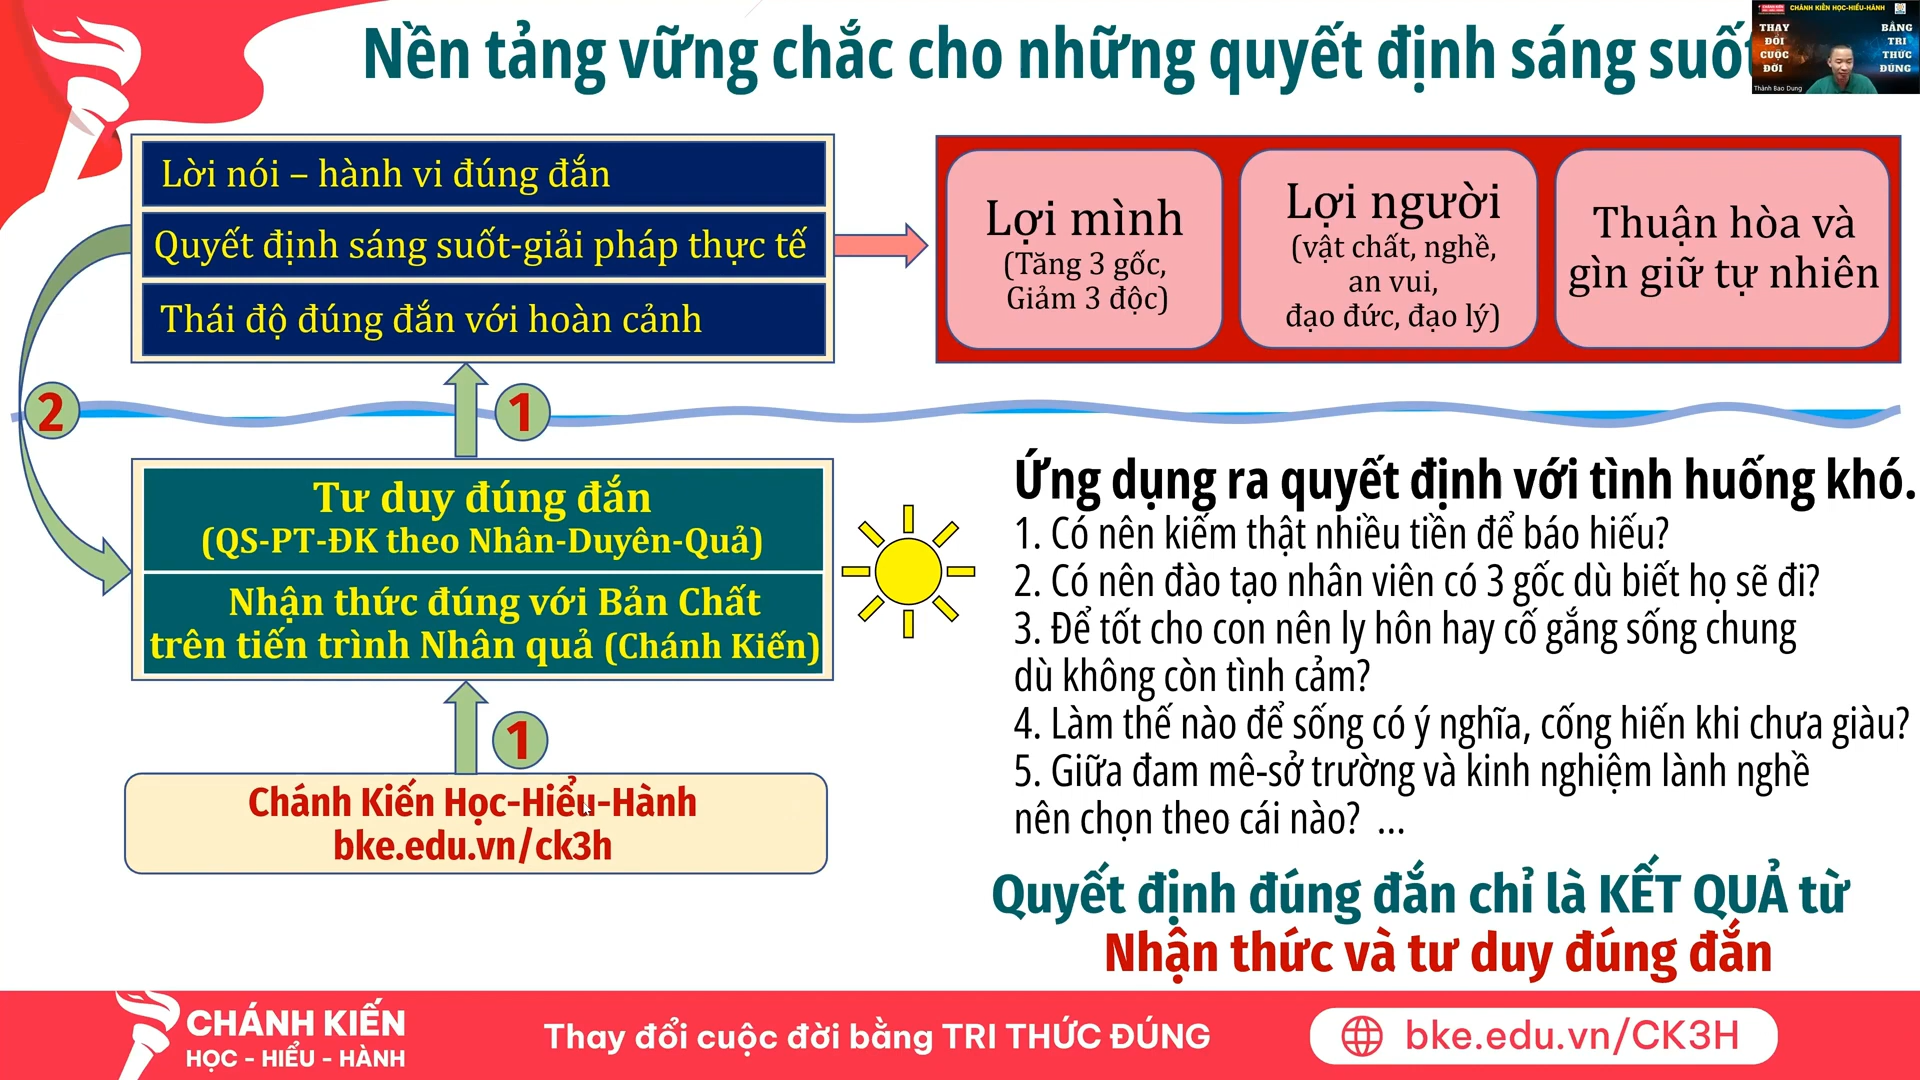 Nền tảng vững chắc cho những quyết định sáng suốt
CHÁNH KIẾN HỌC-HIỂU-HÀNH
THAY
ĐỔI
CUỘC
ĐỜI
BẰNG
TRI
THỨC
ĐÚNG
Thành Bao Dung
Lời nói – hành vi đúng đắn
Quyết định sáng suốt-giải pháp thực tế
Thái độ đúng đắn với hoàn cảnh
Lợi mình
(Tăng 3 gốc,
Giảm 3 độc)
Lợi người
(vật chất, nghề,
an vui,
đạo đức, đạo lý)
Thuận hòa và
gìn giữ tự nhiên
2
1
Tư duy đúng đắn
(QS-PT-ĐK theo Nhân-Duyên-Quả)
Nhận thức đúng với Bản Chất
trên tiến trình Nhân quả (Chánh Kiến)
1
Chánh Kiến Học-Hiểu-Hành
bke.edu.vn/ck3h
Ứng dụng ra quyết định với tình huống khó.
1. Có nên kiếm thật nhiều tiền để báo hiếu?
2. Có nên đào tạo nhân viên có 3 gốc dù biết họ sẽ đi?
3. Để tốt cho con nên ly hôn hay cố gắng sống chung
dù không còn tình cảm?
4. Làm thế nào để sống có ý nghĩa, cống hiến khi chưa giàu?
5. Giữa đam mê-sở trường và kinh nghiệm lành nghề
nên chọn theo cái nào? ...
Quyết định đúng đắn chỉ là KẾT QUẢ từ
Nhận thức và tư duy đúng đắn
CHÁNH KIẾN
HỌC - HIỂU - HÀNH
Thay đổi cuộc đời bằng TRI THỨC ĐÚNG
bke.edu.vn/CK3H